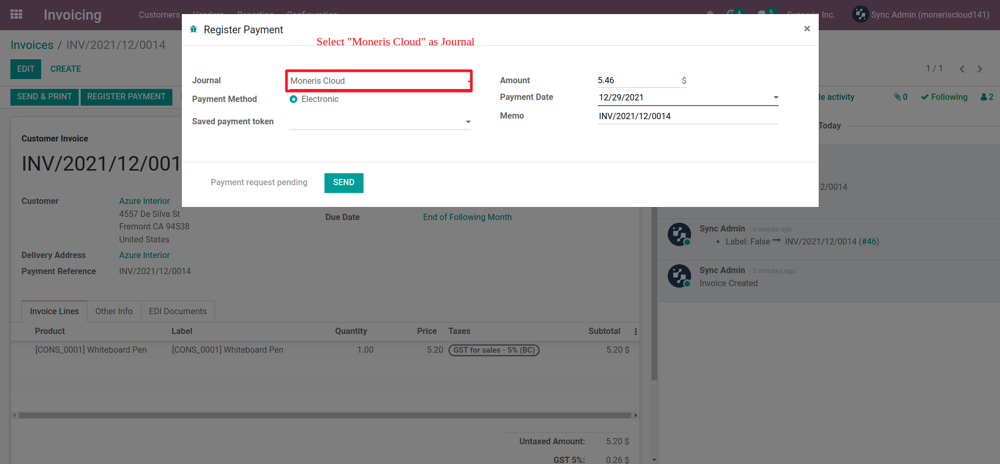 Invoicing
Customers
Vendors
Reporting
Configuration
4
5
Inc.
Sync Admin (moneriscloud141)
Invoices / INV/2021/12/0014
EDIT
CREATE
1 / 1
SEND & PRINT
REGISTER PAYMENT
le activity
0
Following
2
Register Payment
×
Select "Moneris Cloud" as Journal
Journal
Moneris Cloud
Payment Method
Electronic
Saved payment token
Amount
5.46
$
Payment Date
12/29/2021
Memo
INV/2021/12/0014
Payment request pending
SEND
Customer Invoice
INV/2021/12/001
Customer
Azure Interior
4557 De Silva St
Fremont CA 94538
United States
Delivery Address
Azure Interior
Payment Reference
INV/2021/12/0014
Due Date
End of Following Month
Invoice Lines
Other Info
EDI Documents
Product Label Quantity Price Taxes Subtotal
[CONS_0001] Whiteboard Pen [CONS_0001] Whiteboard Pen 1.00 5.20 GST for sales - 5% (BC) 5.20 $
Untaxed Amount: 5.20 $
GST 5%: 0.26 $
Today
2/0014
Sync Admin - a minute ago
• Label: False → INV/2021/12/0014 (#46)
Sync Admin - 2 minutes ago
Invoice Created